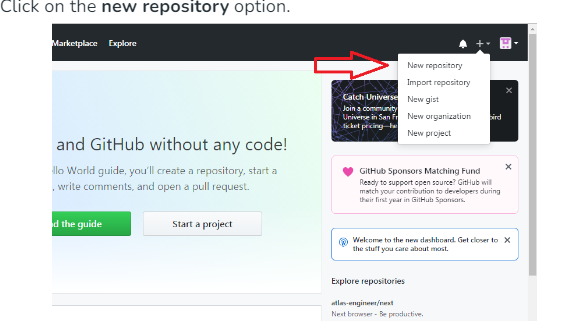 Click on the new repository option.
Marketplace Explore
New repository
Import repository
New gist
New organization
New project
Catch Universe
Join a community
Universe in San Fr
bird
ticket pricing—he
and GitHub without any code!
llo World guide, you'll create a repository, start a
, write comments, and open a pull request.
d the guide
Start a project
GitHub Sponsors Matching Fund
Ready to support open source? GitHub will
match your contribution to developers during
their first year in GitHub Sponsors.
Welcome to the new dashboard. Get closer to
the stuff you care about most.
Explore repositories
atlas-engineer/next
Next browser - Be productive.